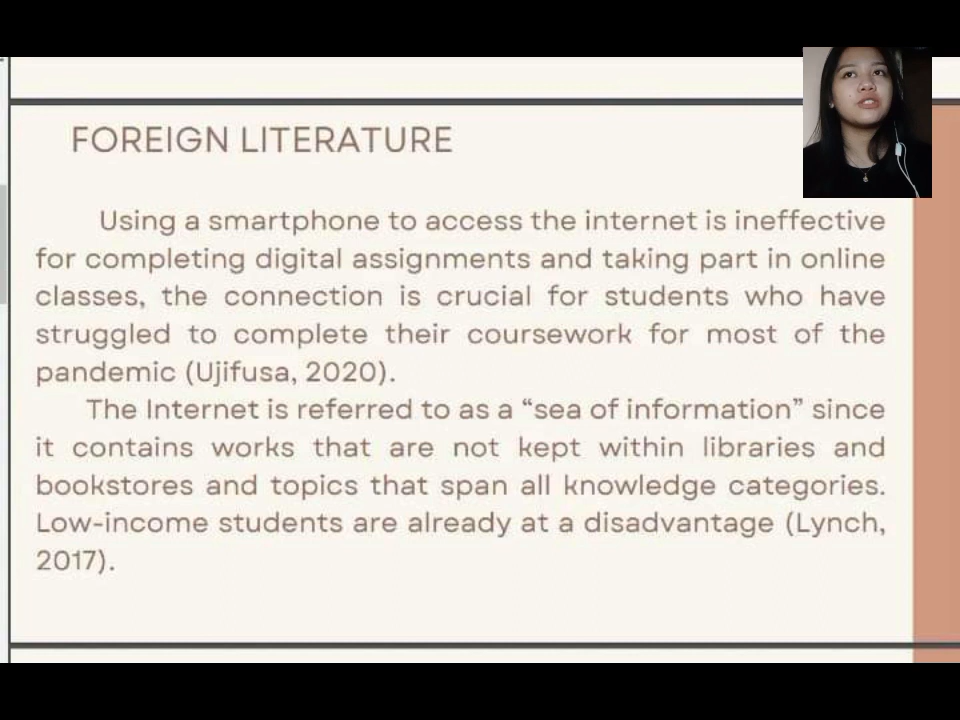 FOREIGN LITERATURE
Using a smartphone to access the internet is ineffective
for completing digital assignments and taking part in online
classes, the connection is crucial for students who have
struggled to complete their coursework for most of the
pandemic (Ujifusa, 2020).
The Internet is referred to as a “sea of information” since
it contains works that are not kept within libraries and
bookstores and topics that span all knowledge categories.
Low-income students are already at a disadvantage (Lynch,
2017).